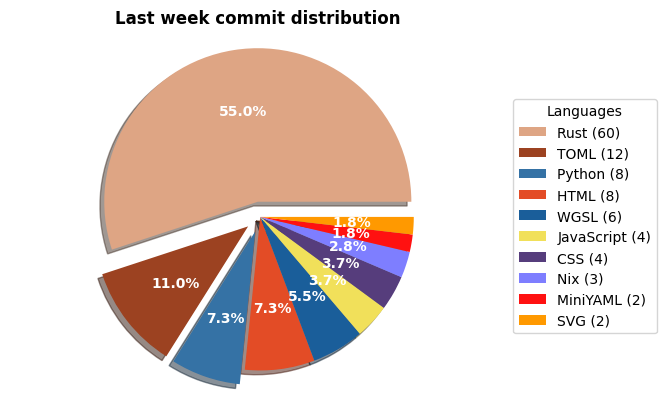 Last week commit distribution
55.0%
11.0%
7.3%
7.3%
5.5%
3.7%
3.7%
2.8%
1.8%
1.8%
Languages
Rust (60)
TOML (12)
Python (8)
HTML (8)
WGSL (6)
JavaScript (4)
CSS (4)
Nix (3)
MiniYAML (2)
SVG (2)